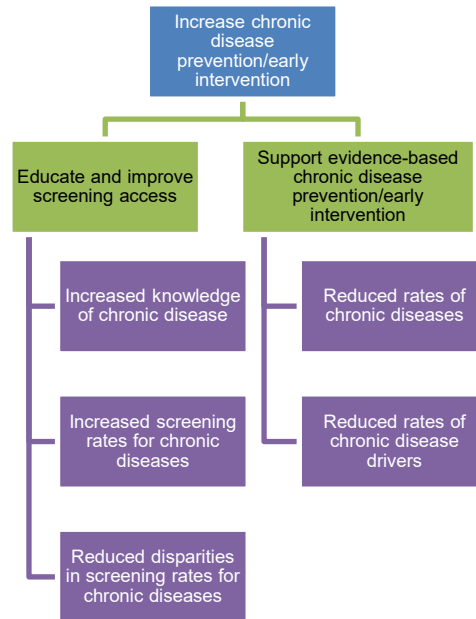 Increase chronic
disease
prevention/early
intervention
Educate and improve
screening access
Support evidence-based
chronic disease
prevention/early
intervention
Increased knowledge
of chronic disease
Reduced rates of
chronic diseases
Increased screening
rates for chronic
diseases
Reduced rates of
chronic disease
drivers
Reduced disparities
in screening rates for
chronic diseases